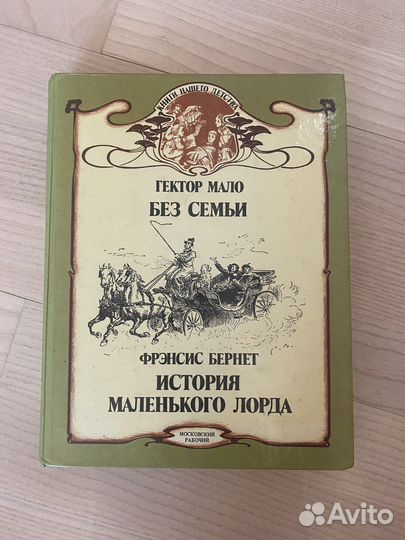 КНИГИ НАШЕГО ДЕТСТВА
ГЕКТОР МАЛО
БЕЗ СЕМЬИ
ФРЭНСИС БЕРНЕТ
ИСТОРИЯ
МАЛЕНЬКОГО ЛОРДА
МОСКОВСКИЙ
РАБОЧИЙ
Avito